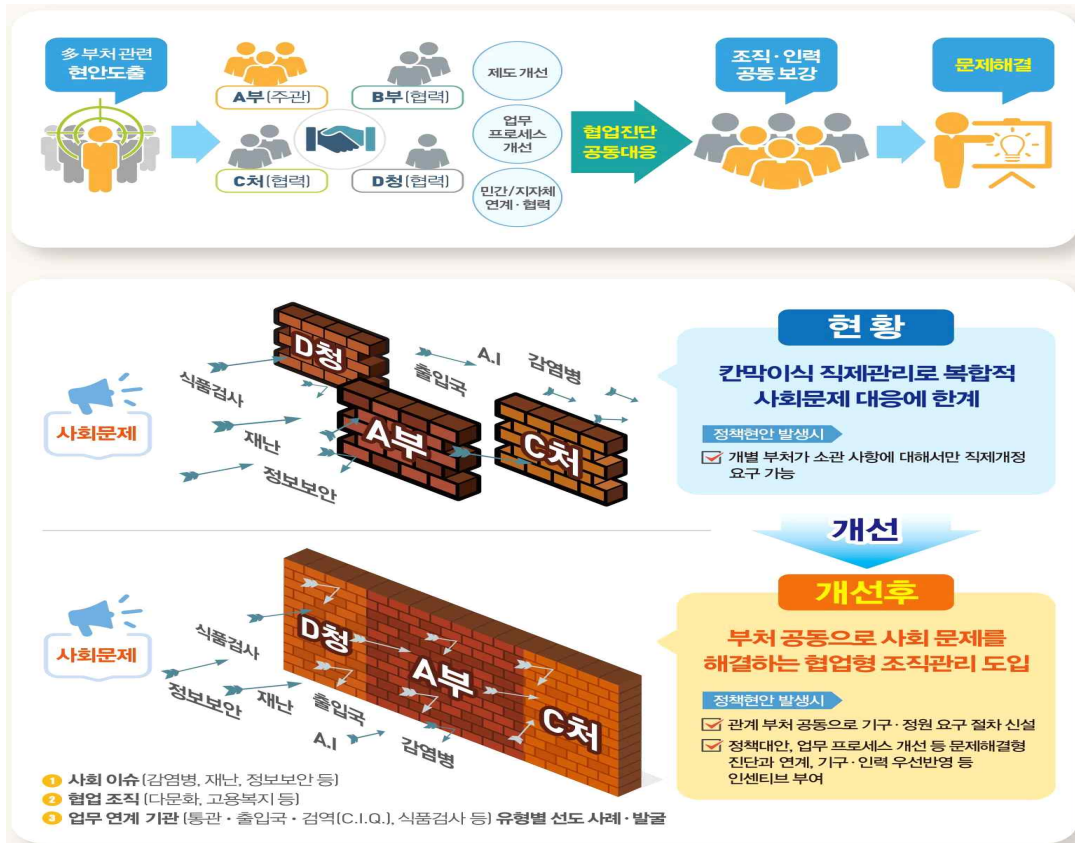 多부처 관련
현안도출
A부(주관)
B부(협력)
C처(협력)
D청(협력)
제도 개선
업무
프로세스
개선
민간/지자체
연계·협력
협업진단
공동대응
조직·인력
공동 보강
문제해결
사회문제
D청
A부
C처
식품검사
재난
정보보안
출입국
A.I
감염병
현 황
칸막이식 직제관리로 복합적
사회문제 대응에 한계
정책현안 발생시
개별 부처가 소관 사항에 대해서만 직제개정
요구 가능
개선
사회문제
D청
A부
C처
식품검사
정보보안
재난
출입국
A.I
감염병
개선후
부처 공동으로 사회 문제를
해결하는 협업형 조직관리 도입
정책현안 발생시
관계 부처 공동으로 기구·정원 요구 절차 신설
정책대안, 업무 프로세스 개선 등 문제해결형
진단과 연계, 기구·인력 우선반영 등
인센티브 부여
1 사회 이슈 (감염병, 재난, 정보보안 등)
2 협업 조직 (다문화, 고용복지 등)
3 업무 연계 기관 (통관·출입국·검역(C.I.Q.), 식품검사 등) 유형별 선도 사례·발굴